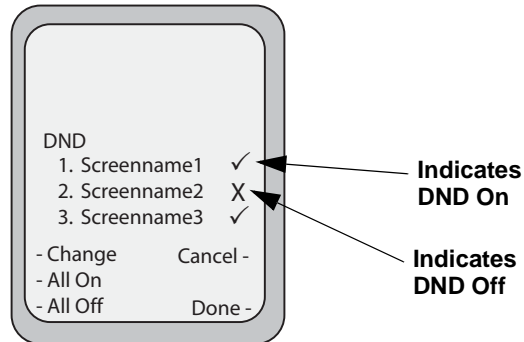 DND
1. Screenname1 ✓
2. Screenname2 X
3. Screenname3 ✓
- Change Cancel -
- All On
- All Off Done -
Indicates
DND On
Indicates
DND Off